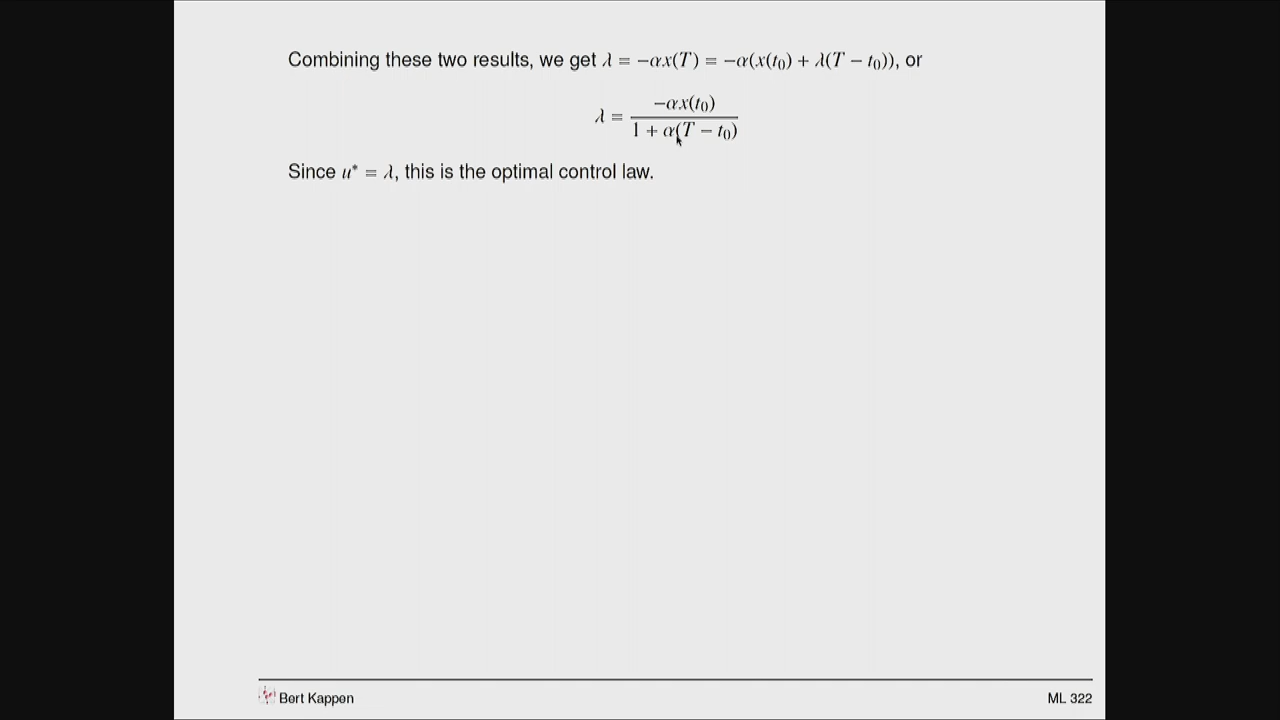 Combining these two results, we get λ = −αx(T) = −α(x(t₀) + λ(T − t₀)), or
λ = −αx(t₀) / 1 + α(T − t₀)
Since u* = λ, this is the optimal control law.
Bert Kappen
ML 322